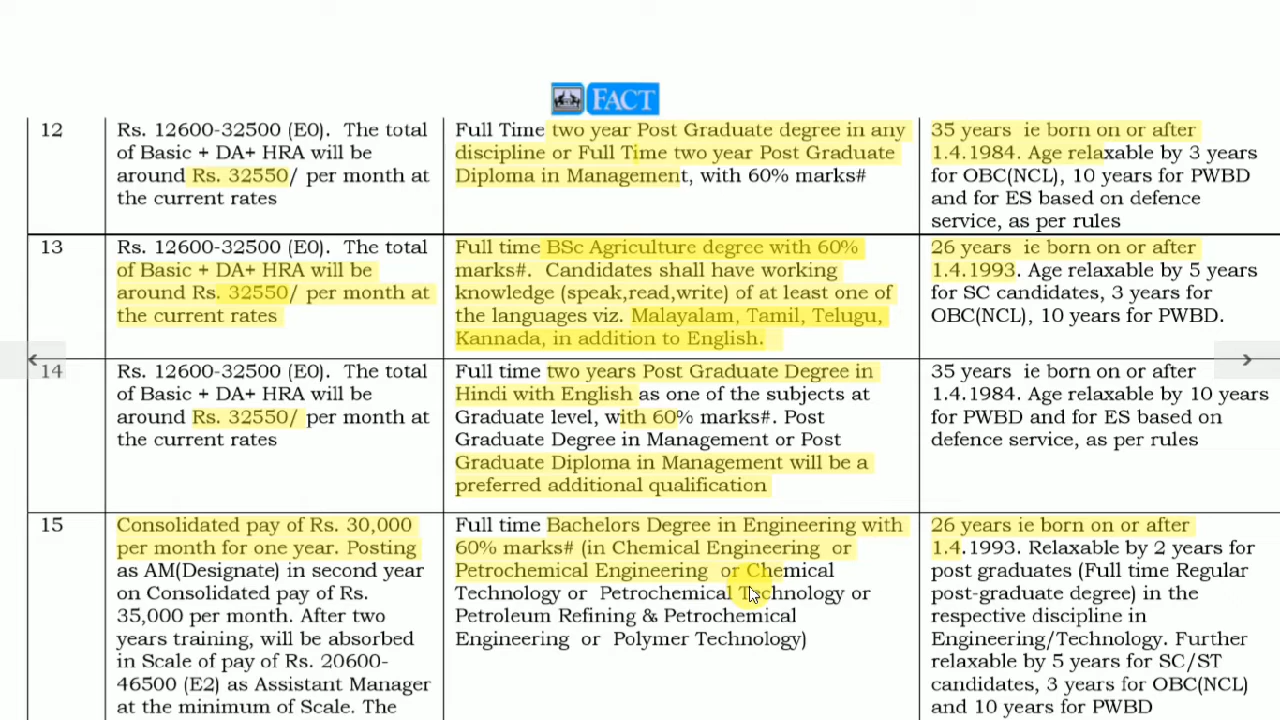 FACT
12
Rs. 12600-32500 (E0). The total
of Basic + DA+ HRA will be
around Rs. 32550/ per month at
the current rates
Full Time two year Post Graduate degree in any
discipline or Full Time two year Post Graduate
Diploma in Management, with 60% marks#
35 years ie born on or after
1.4.1984. Age relaxable by 3 years
for OBC(NCL), 10 years for PWBD
and for ES based on defence
service, as per rules
13
Rs. 12600-32500 (E0). The total
of Basic + DA+ HRA will be
around Rs. 32550/ per month at
the current rates
Full time BSc Agriculture degree with 60%
marks#. Candidates shall have working
knowledge (speak,read,write) of at least one of
the languages viz. Malayalam, Tamil, Telugu,
Kannada, in addition to English.
26 years ie born on or after
1.4.1993. Age relaxable by 5 years
for SC candidates, 3 years for
OBC(NCL), 10 years for PWBD.
14
Rs. 12600-32500 (E0). The total
of Basic + DA+ HRA will be
around Rs. 32550/ per month at
the current rates
Full time two years Post Graduate Degree in
Hindi with English as one of the subjects at
Graduate level, with 60% marks#. Post
Graduate Degree in Management or Post
Graduate Diploma in Management will be a
preferred additional qualification
35 years ie born on or after
1.4.1984. Age relaxable by 10 years
for PWBD and for ES based on
defence service, as per rules
15
Consolidated pay of Rs. 30,000
per month for one year. Posting
as AM(Designate) in second year
on Consolidated pay of Rs.
35,000 per month. After two
years training, will be absorbed
in Scale of pay of Rs. 20600-
46500 (E2) as Assistant Manager
at the minimum of Scale. The
Full time Bachelors Degree in Engineering with
60% marks# (in Chemical Engineering or
Petrochemical Engineering or Chemical
Technology or Petrochemical Technology or
Petroleum Refining & Petrochemical
Engineering or Polymer Technology)
26 years ie born on or after
1.4.1993. Relaxable by 2 years for
post graduates (Full time Regular
post-graduate degree) in the
respective discipline in
Engineering/Technology. Further
relaxable by 5 years for SC/ST
candidates, 3 years for OBC(NCL)
and 10 years for PWBD